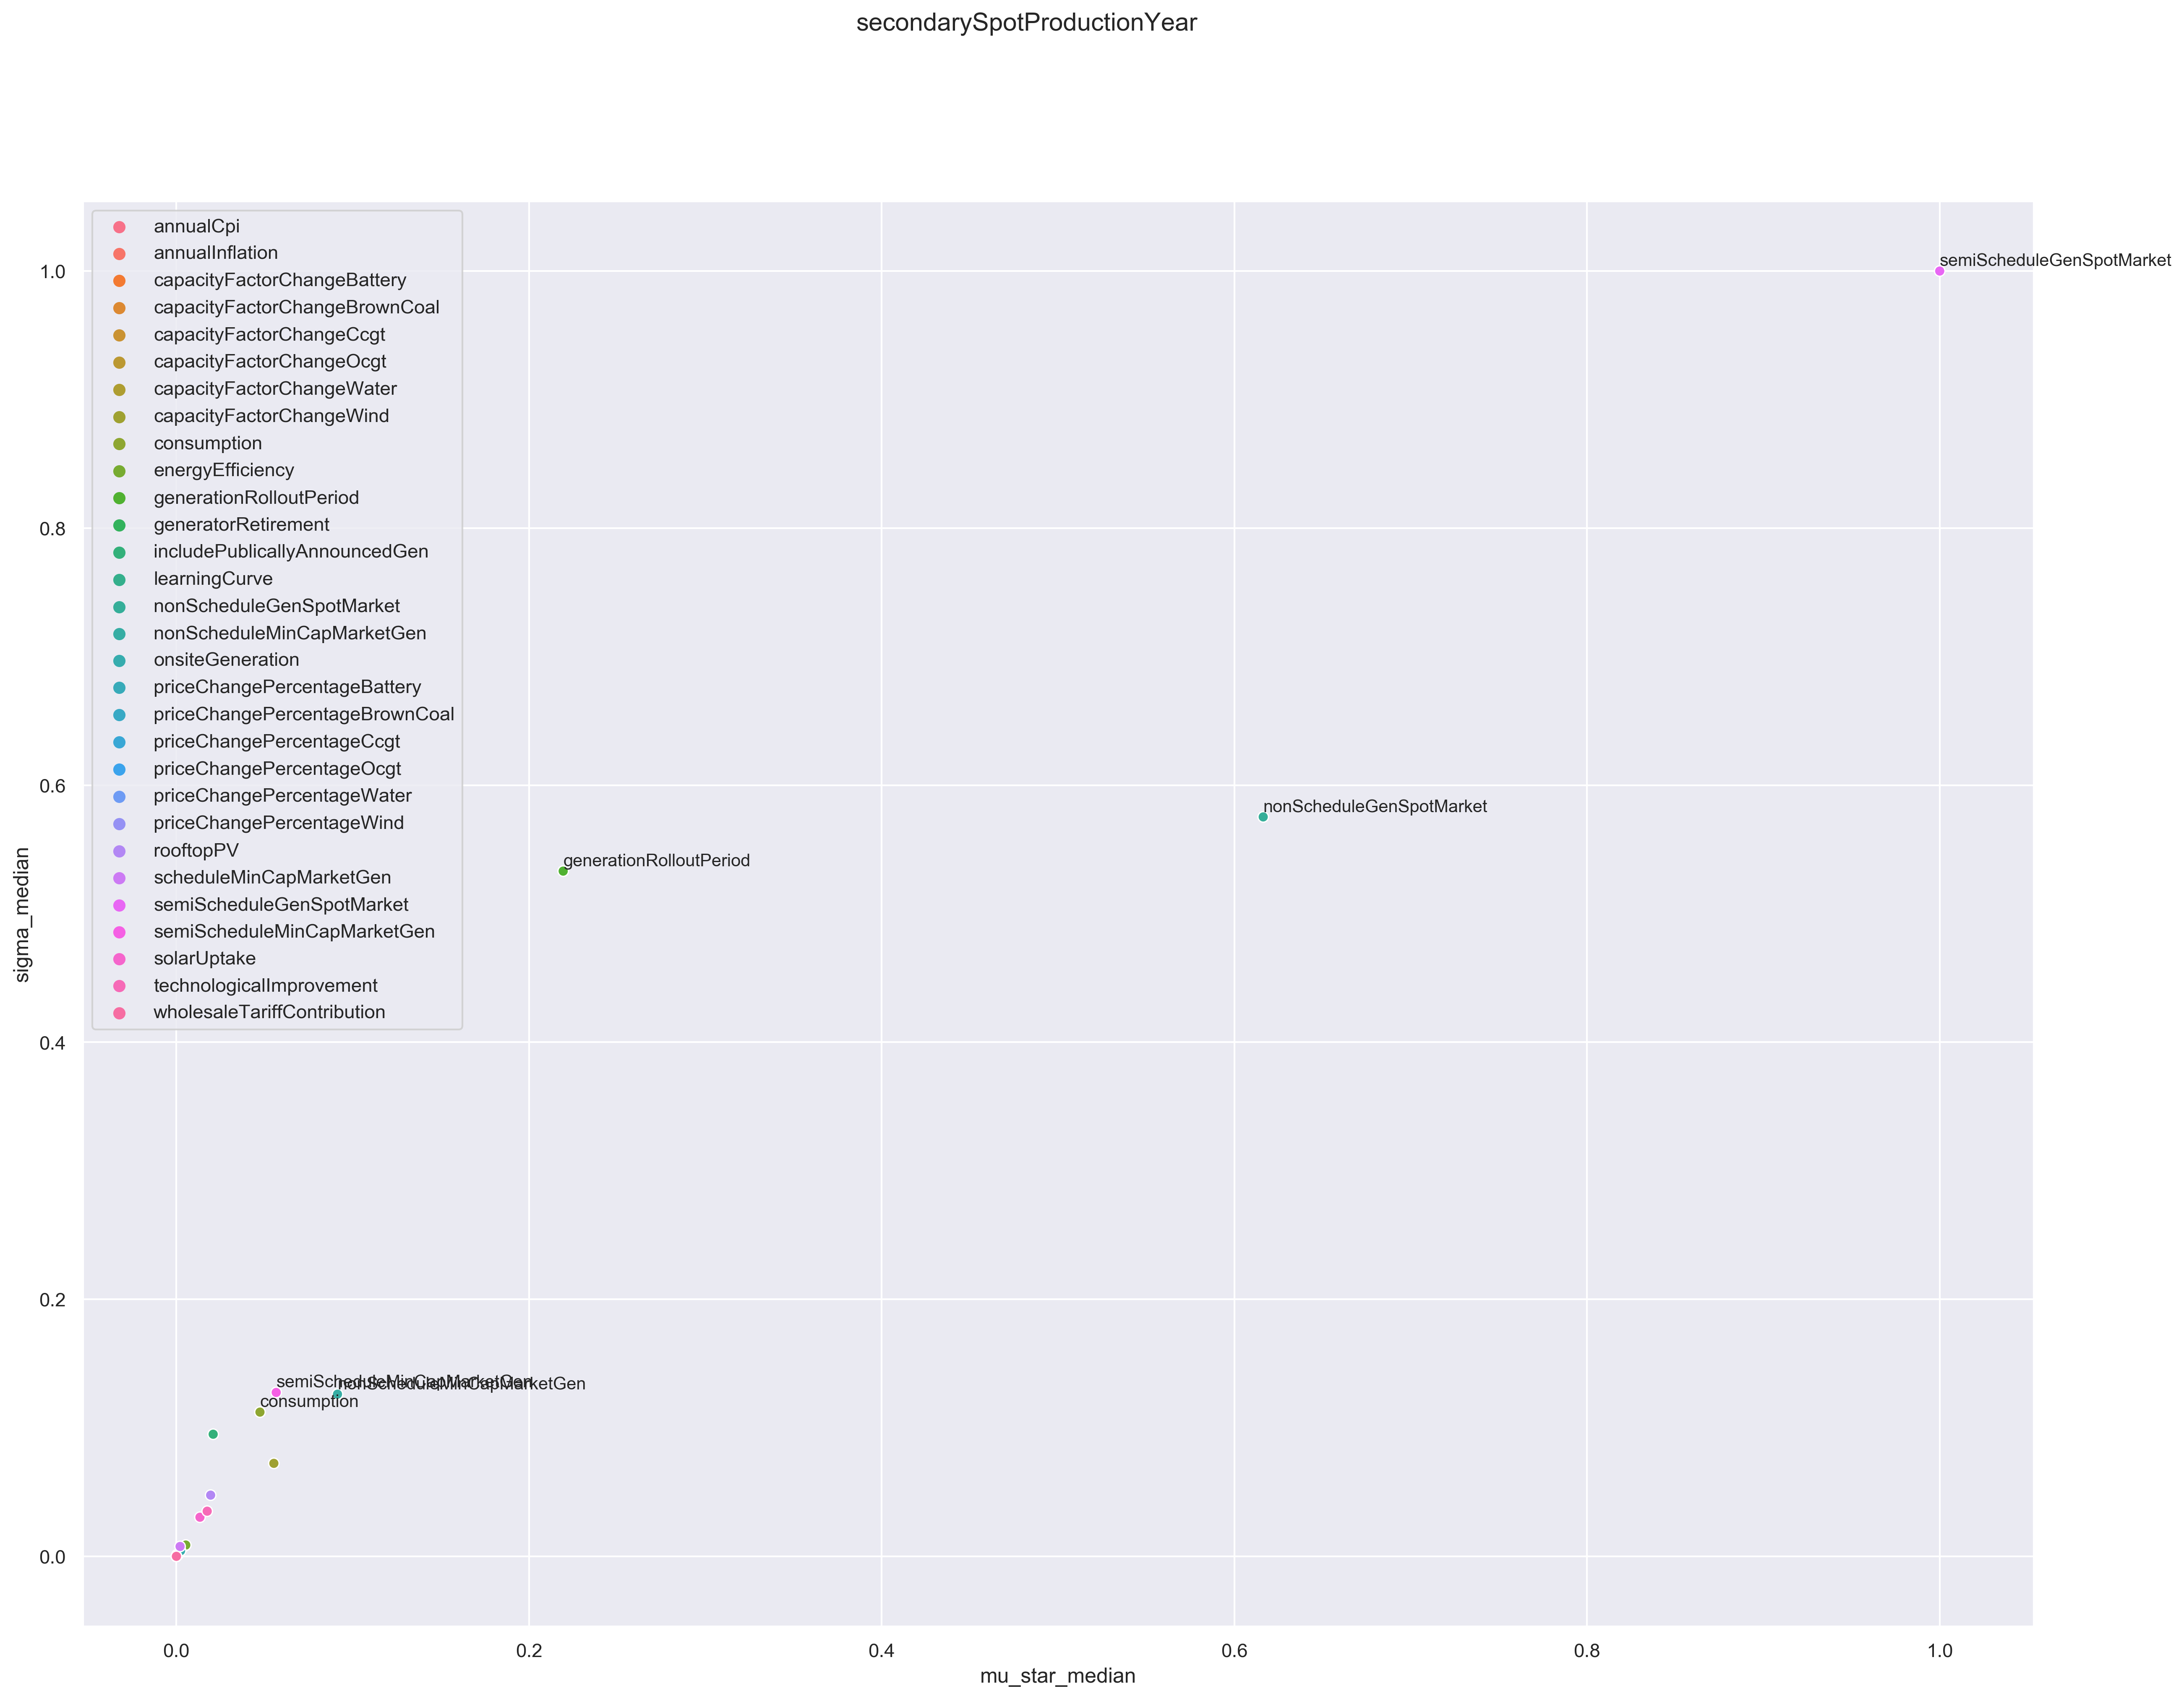 secondarySpotProductionYear
annualCpi
annualInflation
capacityFactorChangeBattery
capacityFactorChangeBrownCoal
capacityFactorChangeCcgt
capacityFactorChangeOcgt
capacityFactorChangeWater
capacityFactorChangeWind
consumption
energyEfficiency
generationRolloutPeriod
generatorRetirement
includePublicallyAnnouncedGen
learningCurve
nonScheduleGenSpotMarket
nonScheduleMinCapMarketGen
onsiteGeneration
priceChangePercentageBattery
priceChangePercentageBrownCoal
priceChangePercentageCcgt
priceChangePercentageOcgt
priceChangePercentageWater
priceChangePercentageWind
rooftopPV
scheduleMinCapMarketGen
semiScheduleGenSpotMarket
semiScheduleMinCapMarketGen
solarUptake
technologicalImprovement
wholesaleTariffContribution
semiScheduleGenSpotMarket
nonScheduleGenSpotMarket
generationRolloutPeriod
semiScheduleMinCapMarketGen
nonScheduleMinCapMarketGen
consumption
1.0
0.8
0.6
0.4
0.2
0.0
sigma_median
0.0 0.2 0.4 0.6 0.8 1.0
mu_star_median